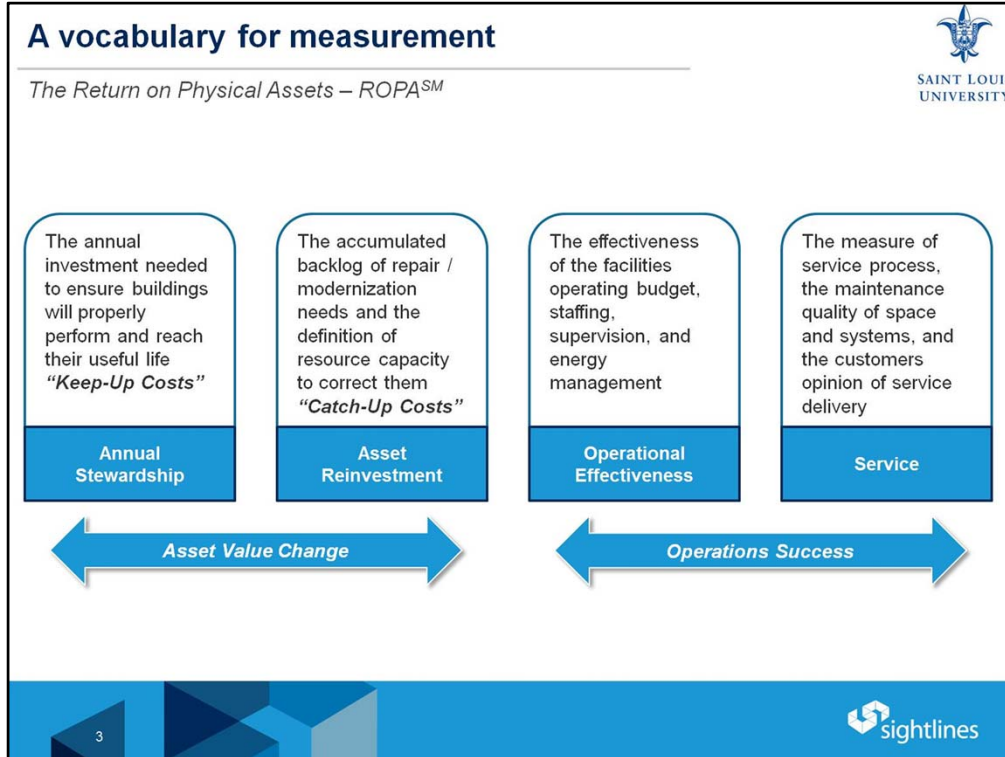 A vocabulary for measurement
The Return on Physical Assets – ROPA℠
SAINT LOUI
UNIVERSITY
The annual
investment needed
to ensure buildings
will properly
perform and reach
their useful life
“Keep-Up Costs”
Annual
Stewardship
The accumulated
backlog of repair /
modernization
needs and the
definition of
resource capacity
to correct them
“Catch-Up Costs”
Asset
Reinvestment
The effectiveness
of the facilities
operating budget,
staffing,
supervision, and
energy
management
Operational
Effectiveness
The measure of
service process,
the maintenance
quality of space
and systems, and
the customers
opinion of service
delivery
Service
Asset Value Change
Operations Success
3
sightlines